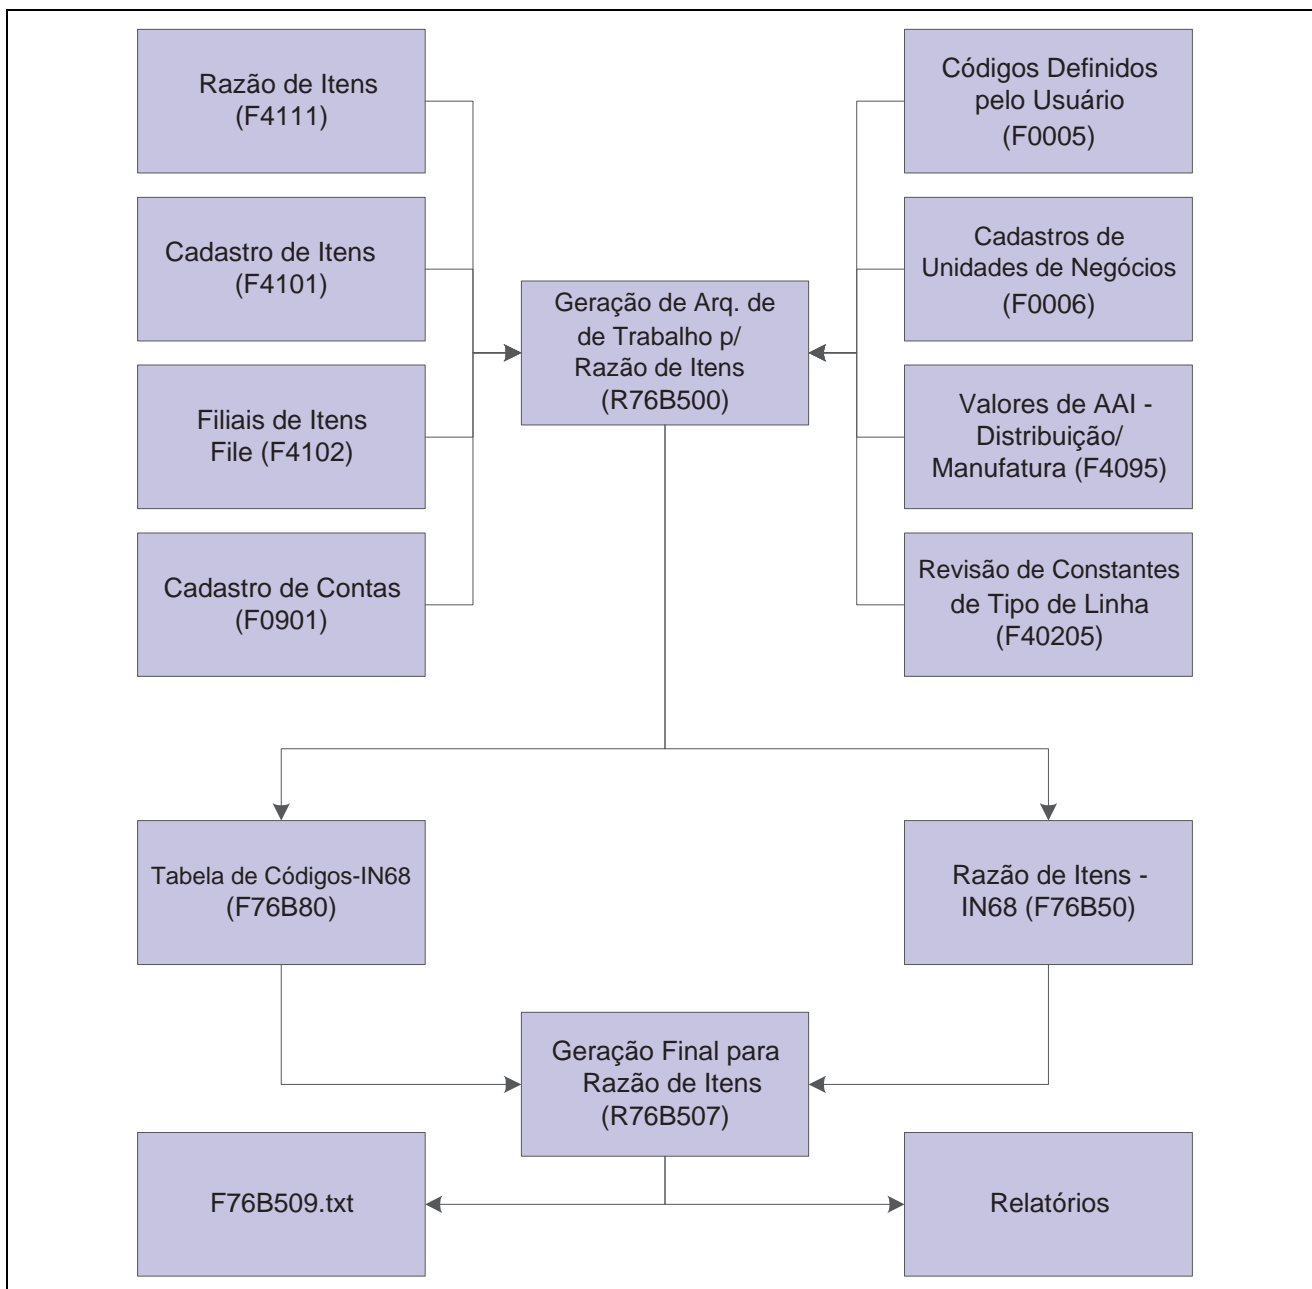 Razão de Itens
(F4111)
Códigos Definidos
pelo Usuário
(F0005)
Cadastro de Itens
(F4101)
Cadastros de
Unidades de Negócios
(F0006)
Geração de Arq. de
de Trabalho p/
Razão de Itens
(R76B500)
Filiais de Itens
File (F4102)
Valores de AAI -
Distribuição/
Manufatura (F4095)
Cadastro de Contas
(F0901)
Revisão de Constantes
de Tipo de Linha
(F40205)
Tabela de Códigos-IN68
(F76B80)
Razão de Itens -
IN68 (F76B50)
Geração Final para
Razão de Itens
(R76B507)
F76B509.txt
Relatórios